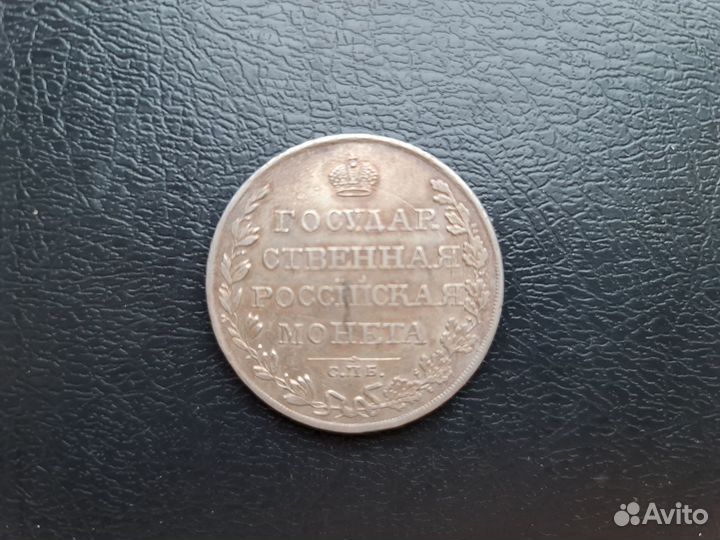 ГОСУДАР
СТВЕННАЯ
РОССІЙСКАЯ
МОНЕТА
С.П.Б.
Avito